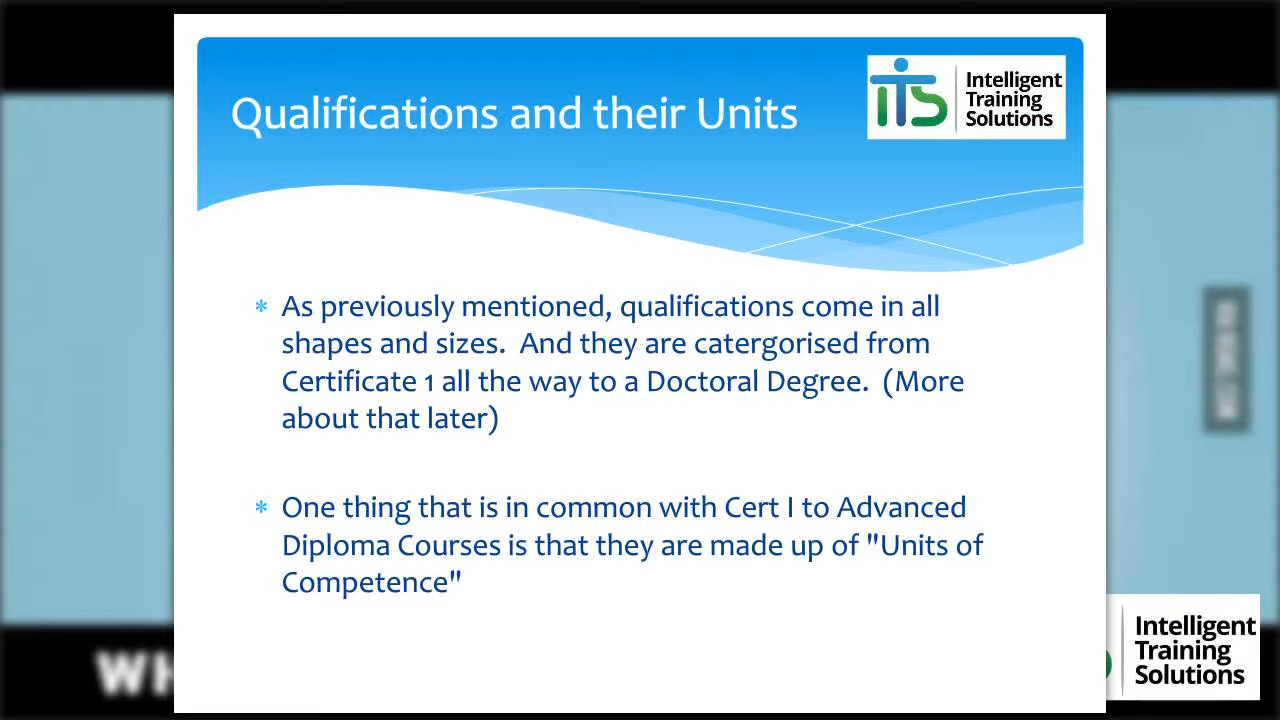 Qualifications and their Units
iTS
Intelligent
Training
Solutions
* As previously mentioned, qualifications come in all
shapes and sizes.  And they are catergorised from
Certificate 1 all the way to a Doctoral Degree.  (More
about that later)
* One thing that is in common with Cert I to Advanced
Diploma Courses is that they are made up of "Units of
Competence"
WH
Intelligent
Training
Solutions